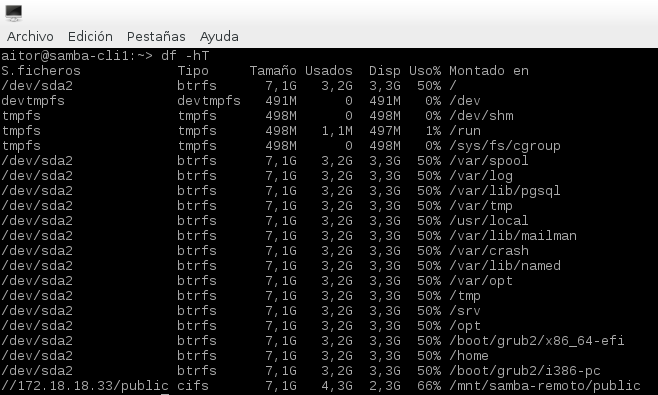 Archivo Edición Pestañas Ayuda
aitor@samba-cli1:~> df -hT
S.ficheros Tipo Tamaño Usados Disp Uso% Montado en
/dev/sda2 btrfs 7,1G 3,2G 3,3G 50% /
devtmpfs devtmpfs 491M 0 491M 0% /dev
tmpfs tmpfs 498M 0 498M 0% /dev/shm
tmpfs tmpfs 498M 1,1M 497M 1% /run
tmpfs tmpfs 498M 0 498M 0% /sys/fs/cgroup
/dev/sda2 btrfs 7,1G 3,2G 3,3G 50% /var/spool
/dev/sda2 btrfs 7,1G 3,2G 3,3G 50% /var/log
/dev/sda2 btrfs 7,1G 3,2G 3,3G 50% /var/lib/pgsql
/dev/sda2 btrfs 7,1G 3,2G 3,3G 50% /var/tmp
/dev/sda2 btrfs 7,1G 3,2G 3,3G 50% /usr/local
/dev/sda2 btrfs 7,1G 3,2G 3,3G 50% /var/lib/mailman
/dev/sda2 btrfs 7,1G 3,2G 3,3G 50% /var/crash
/dev/sda2 btrfs 7,1G 3,2G 3,3G 50% /var/lib/named
/dev/sda2 btrfs 7,1G 3,2G 3,3G 50% /var/opt
/dev/sda2 btrfs 7,1G 3,2G 3,3G 50% /tmp
/dev/sda2 btrfs 7,1G 3,2G 3,3G 50% /srv
/dev/sda2 btrfs 7,1G 3,2G 3,3G 50% /opt
/dev/sda2 btrfs 7,1G 3,2G 3,3G 50% /boot/grub2/x86_64-efi
/dev/sda2 btrfs 7,1G 3,2G 3,3G 50% /home
/dev/sda2 btrfs 7,1G 3,2G 3,3G 50% /boot/grub2/i386-pc
//172.18.18.33/public cifs 7,1G 4,3G 2,3G 66% /mnt/samba-remoto/public